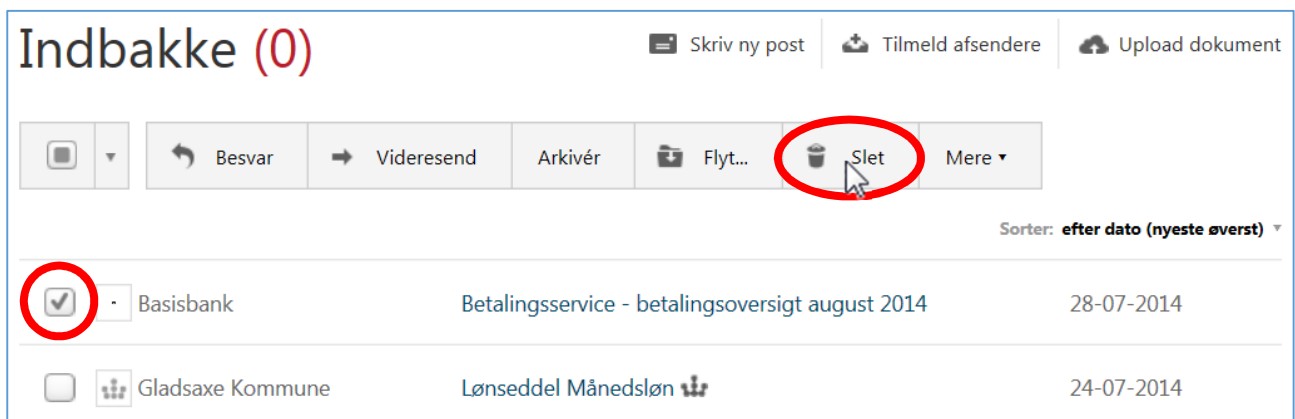 Indbakke (0)
Skriv ny post
Tilmeld afsendere
Upload dokument
Besvar
Videresend
Arkivér
Flyt...
Slet
Mere
Sorter: efter dato (nyeste øverst)
Basisbank Betalingsservice - betalingsoversigt august 2014 28-07-2014
Gladsaxe Kommune Lønseddel Månedsløn 24-07-2014